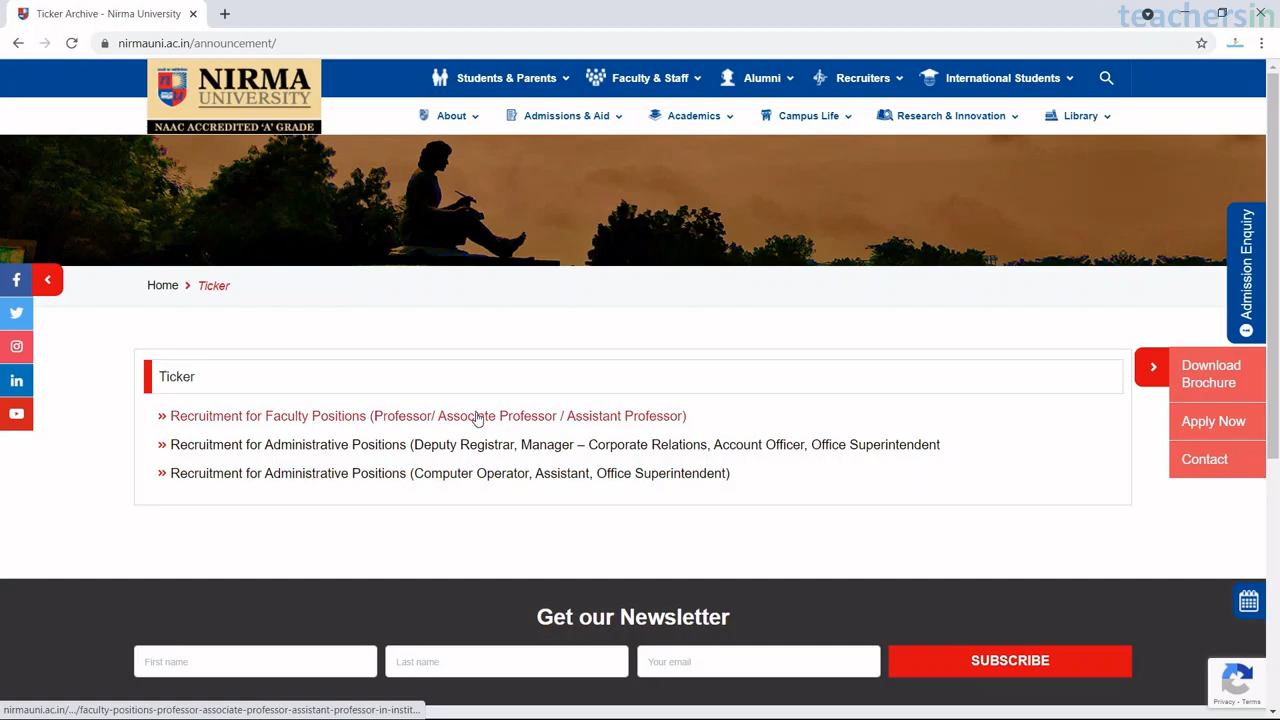 Ticker Archive - Nirma University
teachersin
nirmauni.ac.in/announcement/
NIRMA
UNIVERSITY
NAAC ACCREDITED 'A' GRADE
Students & Parents
Faculty & Staff
Alumni
Recruiters
International Students
About
Admissions & Aid
Academics
Campus Life
Research & Innovation
Library
Home
Ticker
Admission Enquiry
Download
Brochure
Apply Now
Contact
Ticker
» Recruitment for Faculty Positions (Professor/ Associate Professor / Assistant Professor)
» Recruitment for Administrative Positions (Deputy Registrar, Manager – Corporate Relations, Account Officer, Office Superintendent
» Recruitment for Administrative Positions (Computer Operator, Assistant, Office Superintendent)
Get our Newsletter
First name
Last name
Your email
SUBSCRIBE
Privacy - Terms
nirmauni.ac.in/.../faculty-positions-professor-associate-professor-assistant-professor-in-instit...